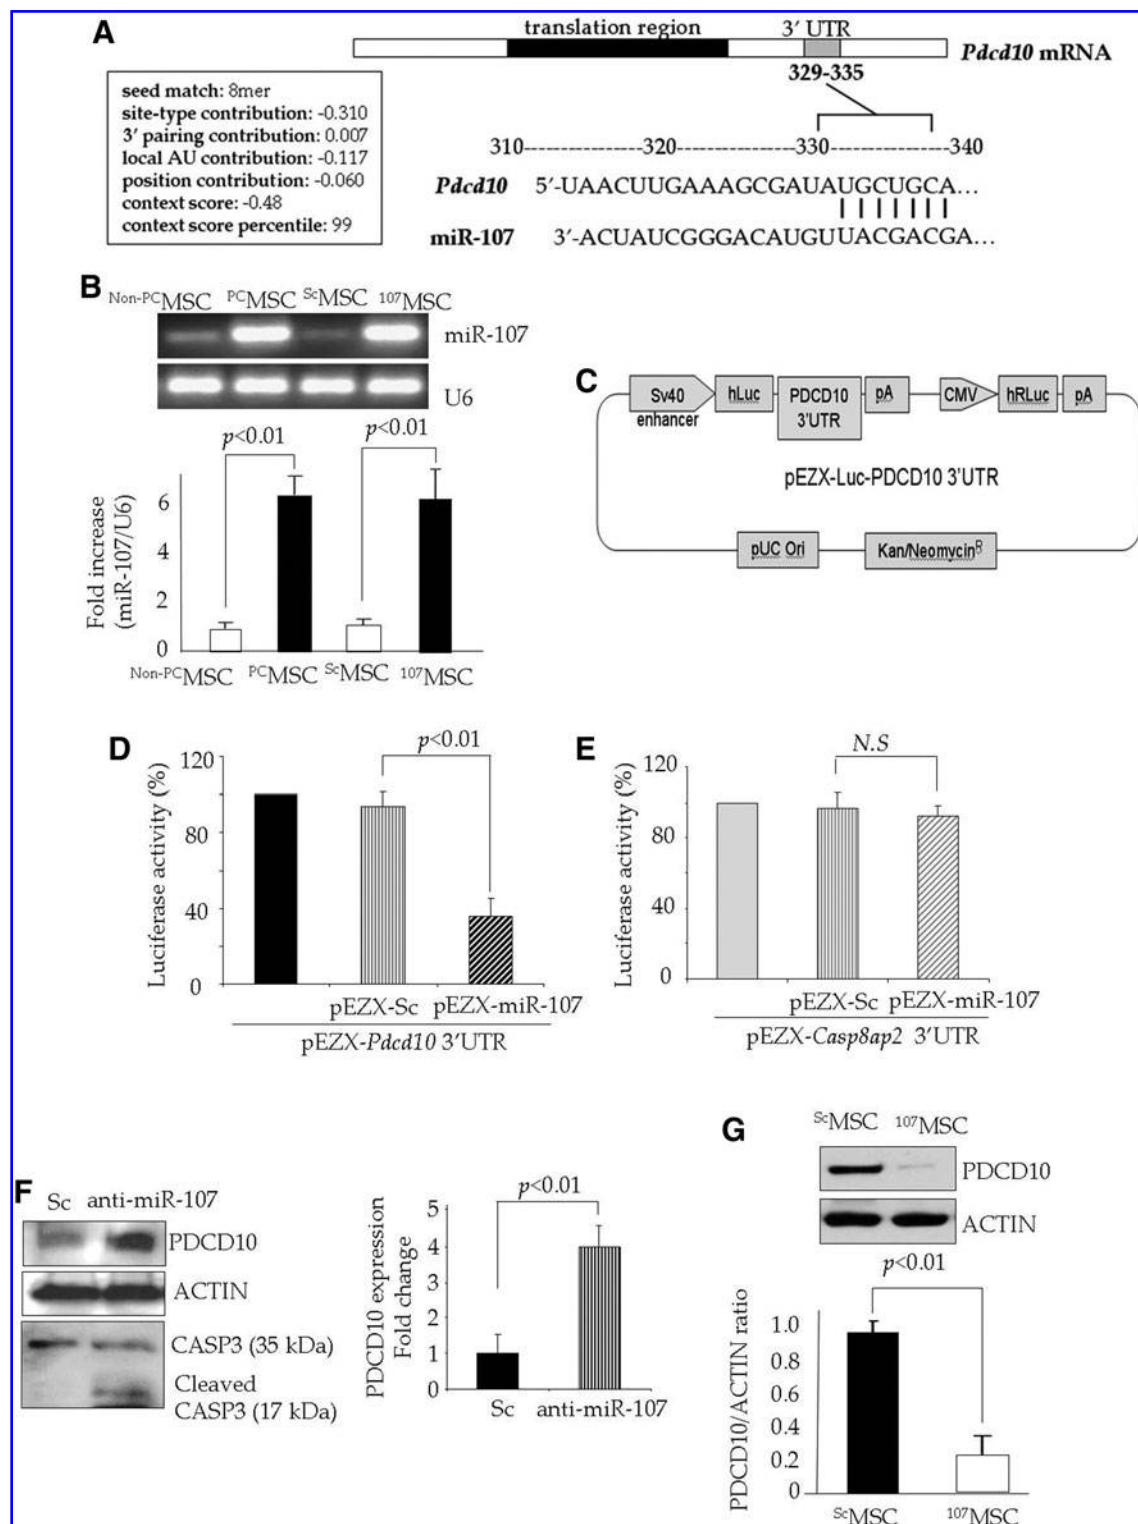 A
translation region
3′ UTR
Pdcd10 mRNA
329-335
seed match: 8mer
site-type contribution: -0.310
3′ pairing contribution: 0.007
local AU contribution: -0.117
position contribution: -0.060
context score: -0.48
context score percentile: 99
310-------------320-------------330-------------340
Pdcd10 5′-UAACUUGAAAGCGAUAUGCUGCA...
miR-107 3′-ACUAUCGGGACAUGUUACGACGA...
B
Non-PCMSC PCMSC ScMSC 107MSC
miR-107
U6
p<0.01
p<0.01
Fold increase
(miR-107/U6)
6
4
2
0
Non-PCMSC PCMSC ScMSC 107MSC
C
Sv40
enhancer
hLuc
PDCD10
3'UTR
pA
CMV
hRLuc
pA
pEZX-Luc-PDCD10 3'UTR
pUC Ori
Kan/NeomycinR
D
Luciferase activity (%)
120
80
40
0
p<0.01
pEZX-Sc pEZX-miR-107
pEZX-Pdcd10 3′UTR
E
Luciferase activity (%)
120
80
40
0
N.S
pEZX-Sc pEZX-miR-107
pEZX-Casp8ap2 3′UTR
F
Sc anti-miR-107
PDCD10
ACTIN
CASP3 (35 kDa)
Cleaved
CASP3 (17 kDa)
PDCD10 expression
Fold change
5
4
3
2
1
0
p<0.01
Sc anti-miR-107
G
ScMSC 107MSC
PDCD10
ACTIN
p<0.01
PDCD10/ACTIN ratio
1.0
0.8
0.6
0.4
0.2
0
ScMSC 107MSC